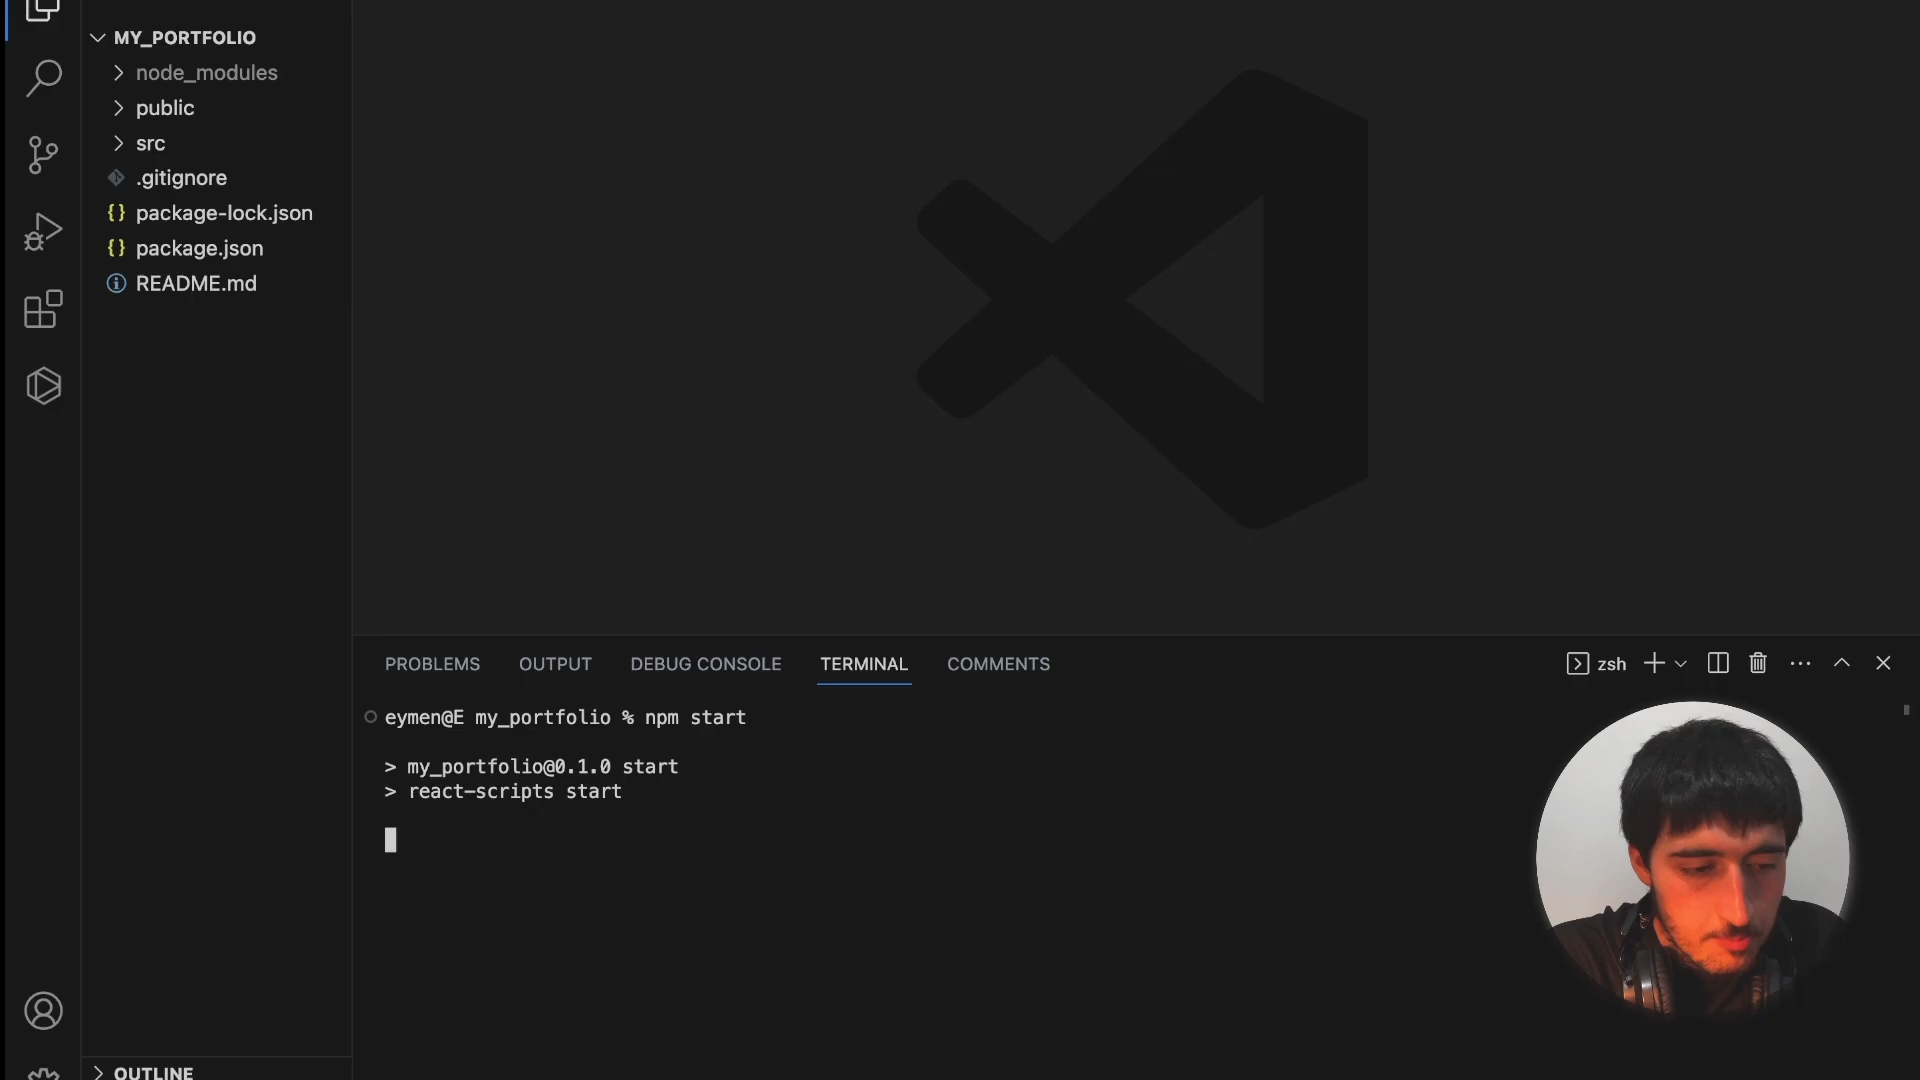 MY_PORTFOLIO
node_modules
public
src
.gitignore
{} package-lock.json
{} package.json
README.md
OUTLINE
PROBLEMS OUTPUT DEBUG CONSOLE TERMINAL COMMENTS
zsh
eymen@E my_portfolio % npm start
> my_portfolio@0.1.0 start
> react-scripts start